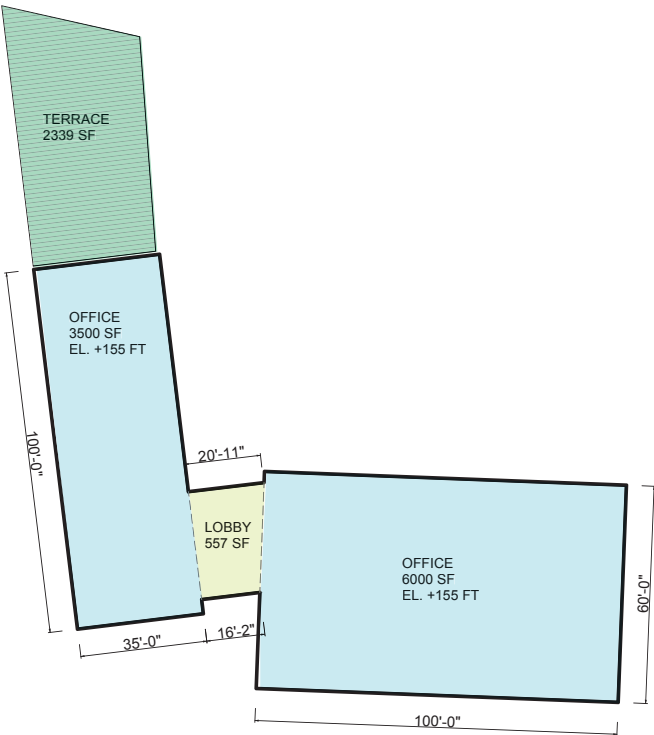 TERRACE
2339 SF
OFFICE
3500 SF
EL. +155 FT
100'-0"
20'-11"
LOBBY
557 SF
OFFICE
6000 SF
EL. +155 FT
60'-0"
35'-0"
16'-2"
100'-0"